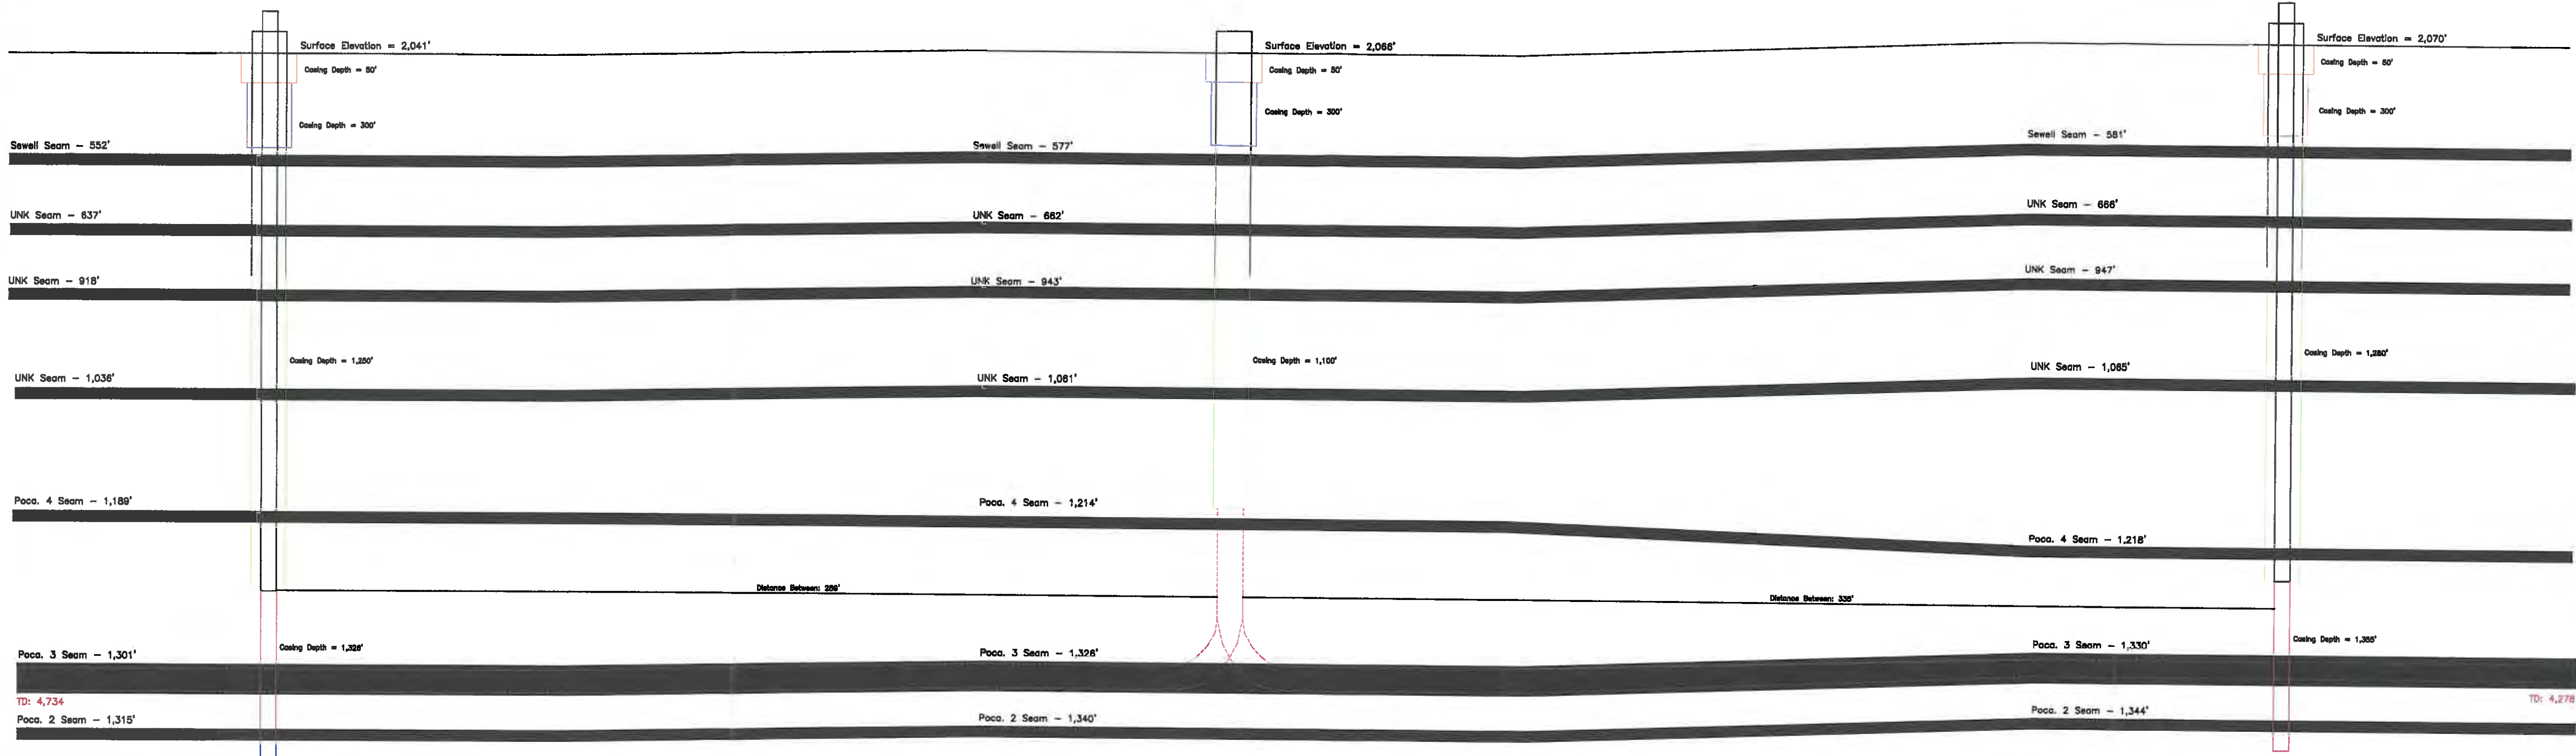 Surface Elevation = 2,041'
Casing Depth = 50'
Casing Depth = 300'
Surface Elevation = 2,066'
Casing Depth = 50'
Casing Depth = 300'
Surface Elevation = 2,070'
Casing Depth = 50'
Casing Depth = 300'
Sewell Seam - 552'
Sewell Seam - 577'
Sewell Seam - 581'
UNK Seam - 637'
UNK Seam - 662'
UNK Seam - 666'
UNK Seam - 918'
UNK Seam - 943'
UNK Seam - 947'
Casing Depth = 1,250'
Casing Depth = 1,100'
Casing Depth = 1,250'
UNK Seam - 1,036'
UNK Seam - 1,061'
UNK Seam - 1,065'
Poca. 4 Seam - 1,189'
Poca. 4 Seam - 1,214'
Poca. 4 Seam - 1,218'
Distance Between: 289'
Distance Between: 335'
Casing Depth = 1,326'
Casing Depth = 1,355'
Poca. 3 Seam - 1,301'
Poca. 3 Seam - 1,326'
Poca. 3 Seam - 1,330'
TD: 4,734
TD: 4,278
Poca. 2 Seam - 1,315'
Poca. 2 Seam - 1,340'
Poca. 2 Seam - 1,344'